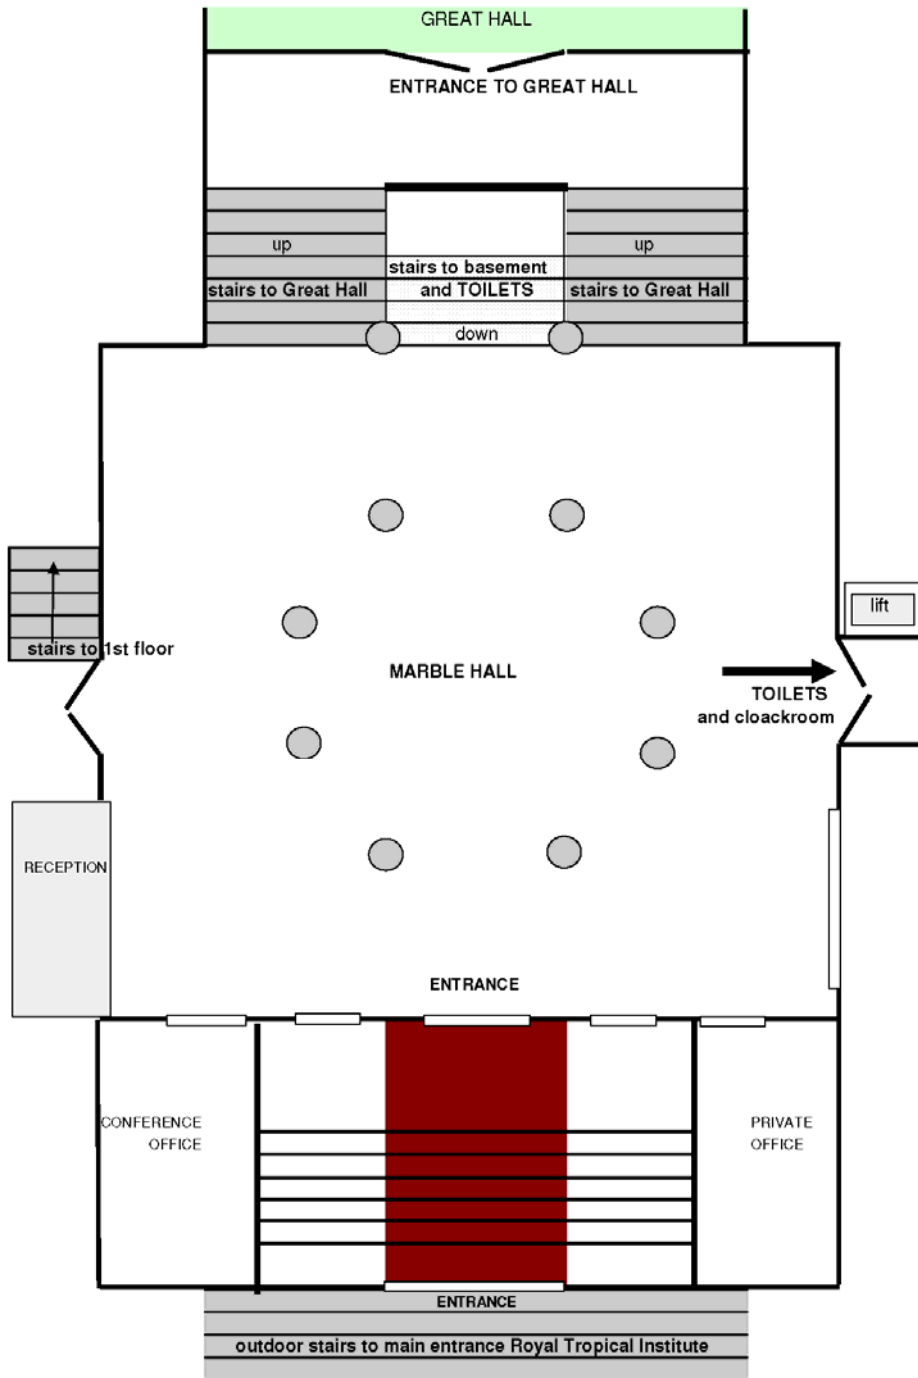 GREAT HALL
ENTRANCE TO GREAT HALL
up
up
stairs to basement
stairs to Great Hall
and TOILETS
stairs to Great Hall
down
lift
stairs to 1st floor
MARBLE HALL
TOILETS
and cloackroom
RECEPTION
ENTRANCE
CONFERENCE
OFFICE
PRIVATE
OFFICE
ENTRANCE
outdoor stairs to main entrance Royal Tropical Institute